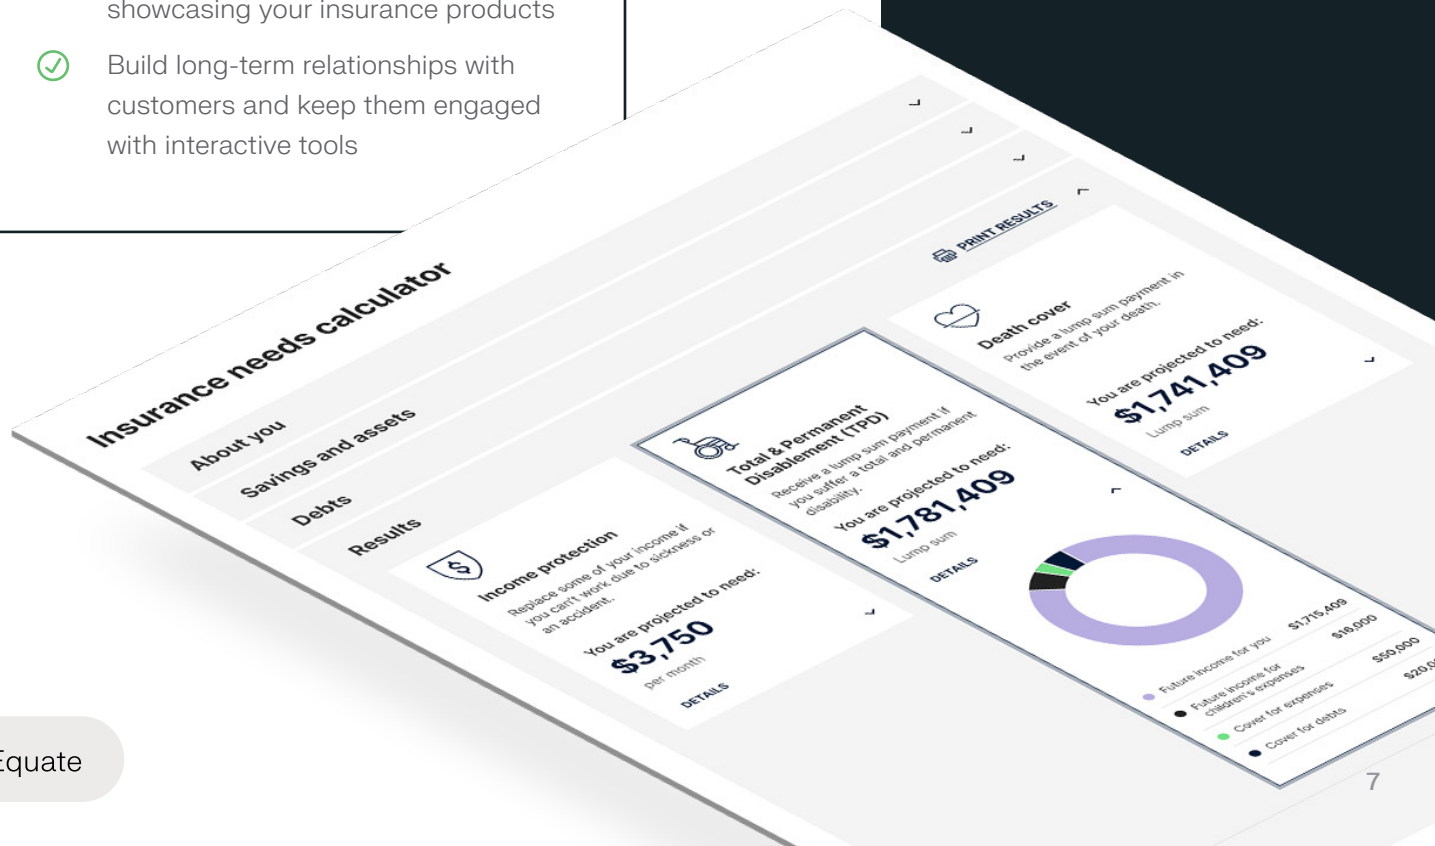 showcasing your insurance products
Build long-term relationships with
customers and keep them engaged
with interactive tools
Insurance needs calculator
About you
Savings and assets
Debts
Results
PRINT RESULTS
Income protection
Replace some of your income if
you can't work due to sickness or
an accident.
You are projected to need:
$3,750
per month
DETAILS
Total & Permanent
Disablement (TPD)
Receive a lump sum payment if
you suffer a total and permanent
disability.
You are projected to need:
$1,781,409
Lump sum
DETAILS
Future income for you $1,715,409
Future income for $16,000
children's expenses
Cover for expenses $50,000
Cover for debts
Death cover
Provide a lump sum payment in
the event of your death.
You are projected to need:
$1,741,409
Lump sum
DETAILS
Equate
7